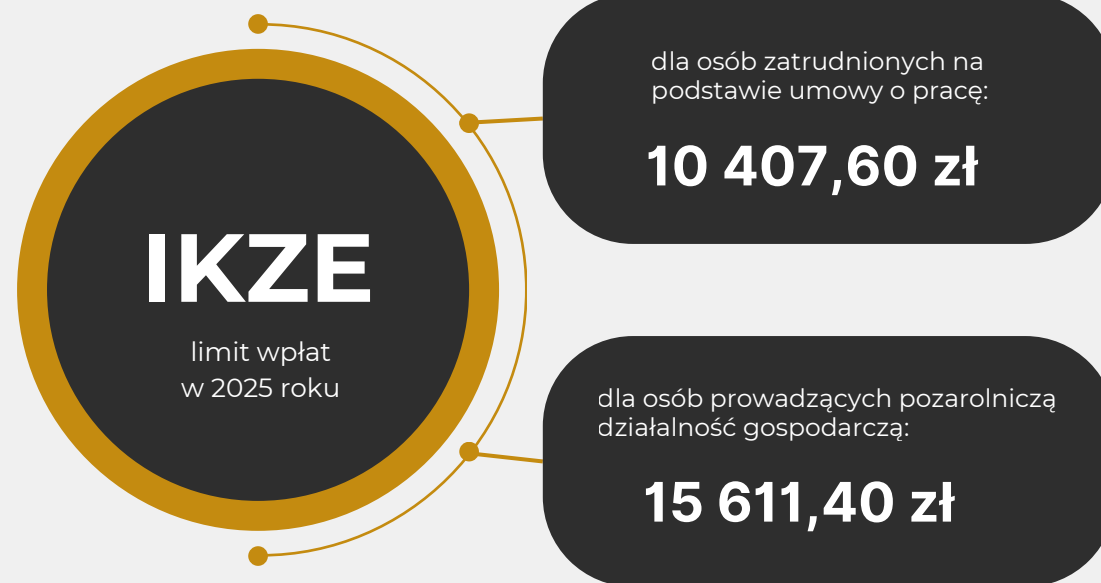 IKZE
limit wpłat
w 2025 roku
dla osób zatrudnionych na
podstawie umowy o pracę:
10 407,60 zł
dla osób prowadzących pozarolniczą
działalność gospodarczą:
15 611,40 zł